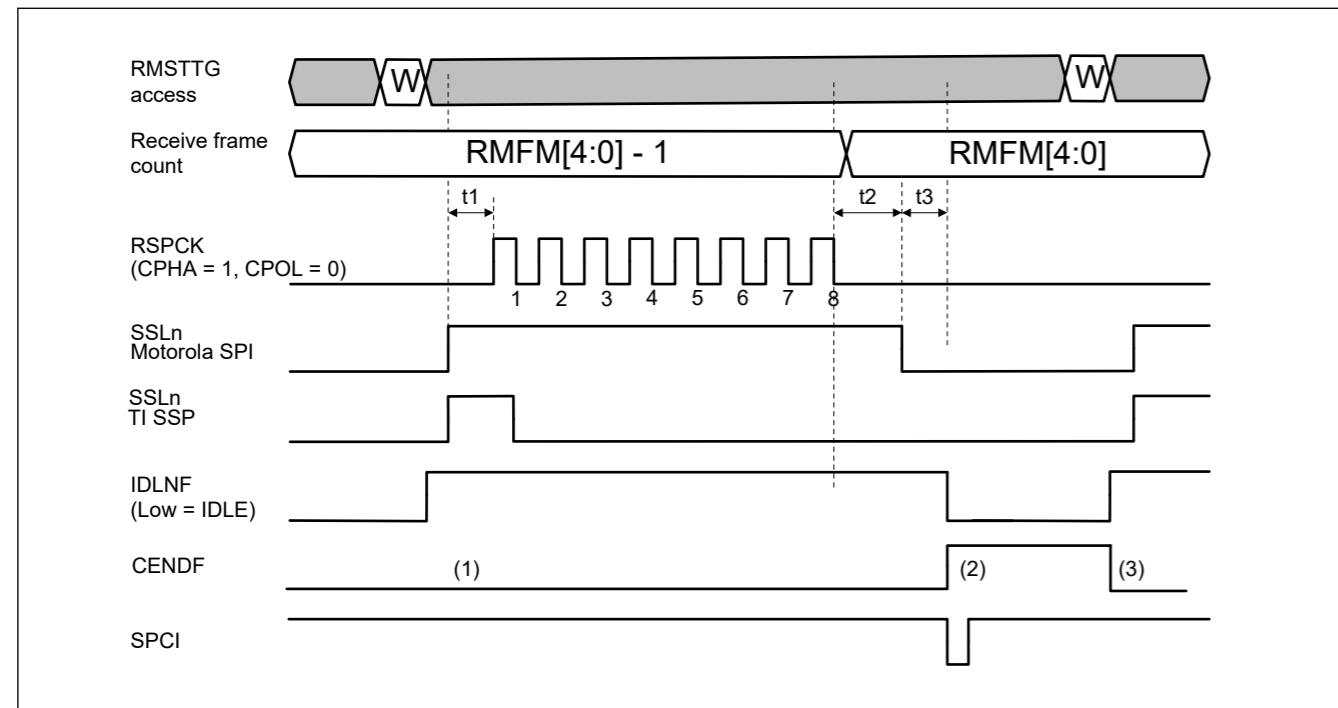 RMSTTG
access
W
W
Receive frame
count
RMFM[4:0] - 1
RMFM[4:0]
t1
t2
t3
RSPCK
(CPHA = 1, CPOL = 0)
1 2 3 4 5 6 7 8
SSLn
Motorola SPI
SSLn
TI SSP
IDLNF
(Low = IDLE)
CENDF
(1)
(2)
(3)
SPCI